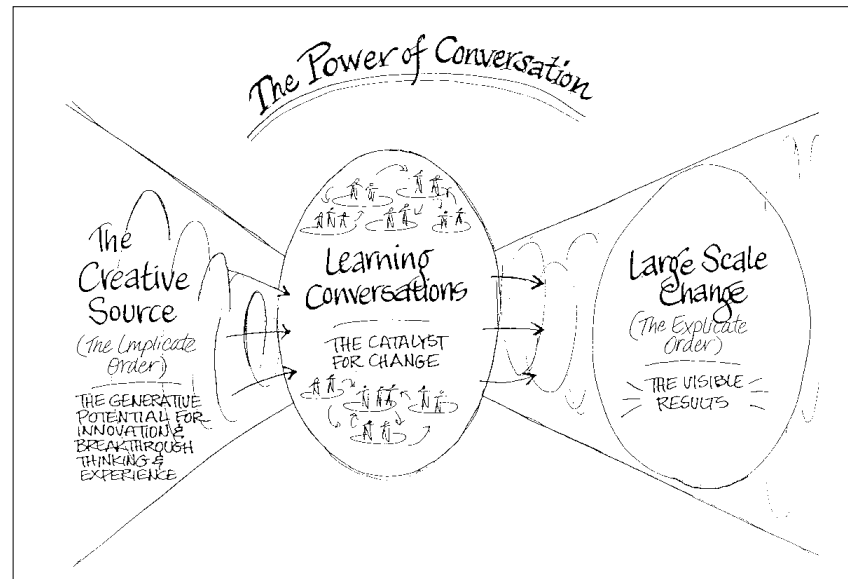 The Power of Conversation
The
Creative
Source
(The Implicate
Order)
THE GENERATIVE
POTENTIAL FOR
INNOVATION &
BREAKTHROUGH
THINKING &
EXPERIENCE
Learning
Conversations
THE CATALYST
FOR CHANGE
Large Scale
Change
(The Explicate
Order)
THE VISIBLE
RESULTS